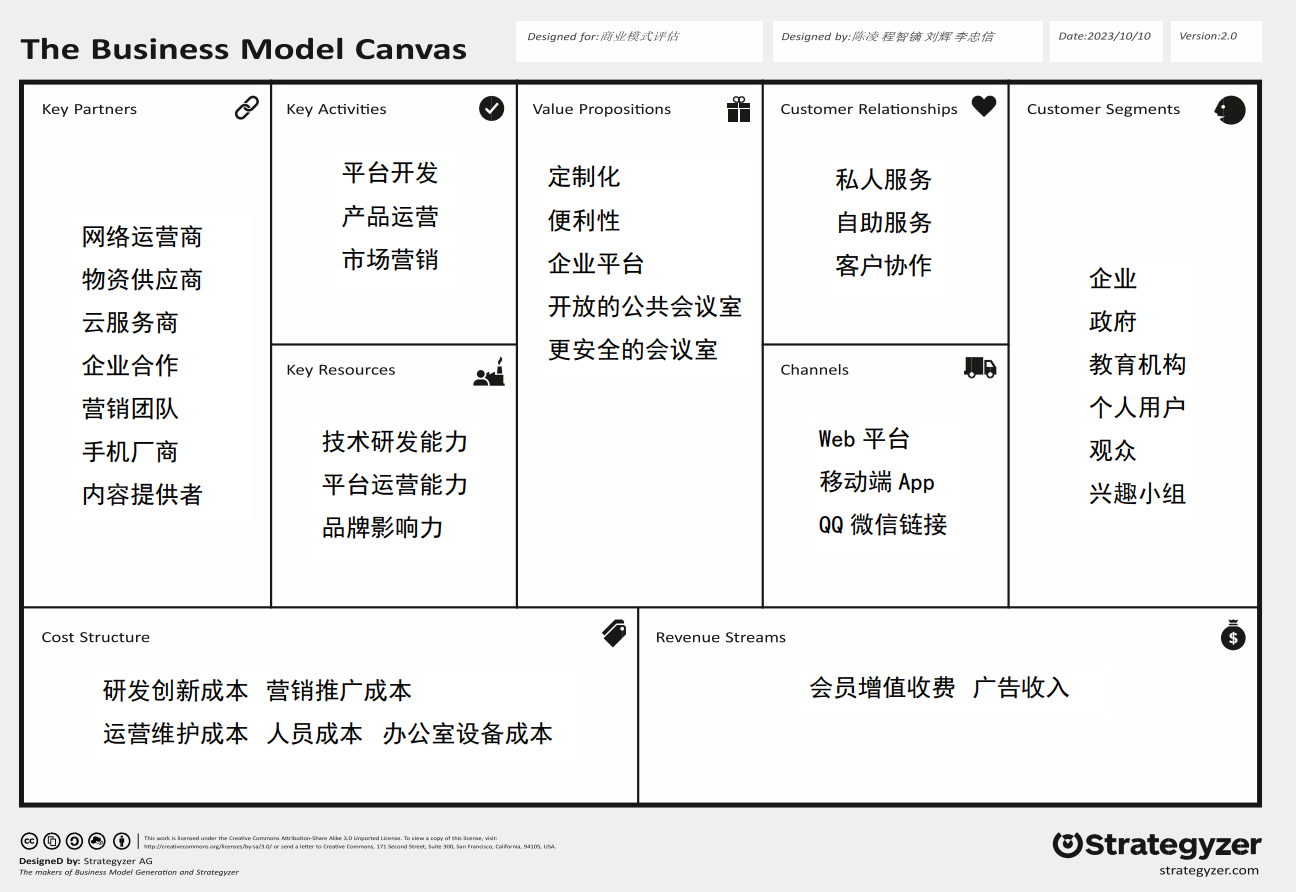 The Business Model Canvas
Designed for:商业模式评估
Designed by:陈凌 程智镝 刘辉 李忠信
Date:2023/10/10
Version:2.0
Key Partners
网络运营商
物资供应商
云服务商
企业合作
营销团队
手机厂商
内容提供者
Key Activities
平台开发
产品运营
市场营销
Key Resources
技术研发能力
平台运营能力
品牌影响力
Value Propositions
定制化
便利性
企业平台
开放的公共会议室
更安全的会议室
Customer Relationships
私人服务
自助服务
客户协作
Channels
Web 平台
移动端 App
QQ 微信链接
Customer Segments
企业
政府
教育机构
个人用户
观众
兴趣小组
Cost Structure
研发创新成本 营销推广成本
运营维护成本 人员成本 办公室设备成本
Revenue Streams
会员增值收费 广告收入
This work is licensed under the Creative Commons Attribution-Share Alike 3.0 Unported License. To view a copy of this license, visit:
http://creativecommons.org/licenses/by-sa/3.0/ or send a letter to Creative Commons, 171 Second Street, Suite 300, San Francisco, California, 94105, USA.
DesigneD by: Strategyzer AG
The makers of Business Model Generation and Strategyzer
Strategyzer
strategyzer.com